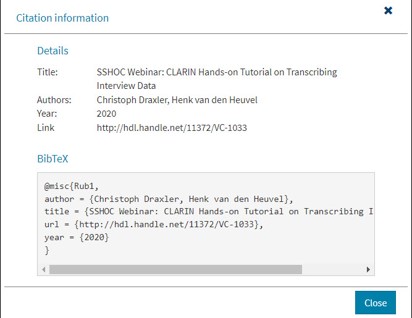 Citation information
Details
Title: SSHOC Webinar: CLARIN Hands-on Tutorial on Transcribing
Interview Data
Authors: Christoph Draxler, Henk van den Heuvel
Year: 2020
Link http://hdl.handle.net/11372/VC-1033
BibTeX
@misc{Rub1,
author = {Christoph Draxler, Henk van den Heuvel},
title = {SSHOC Webinar: CLARIN Hands-on Tutorial on Transcribing I
url = {http://hdl.handle.net/11372/VC-1033},
year = {2020}
}
Close